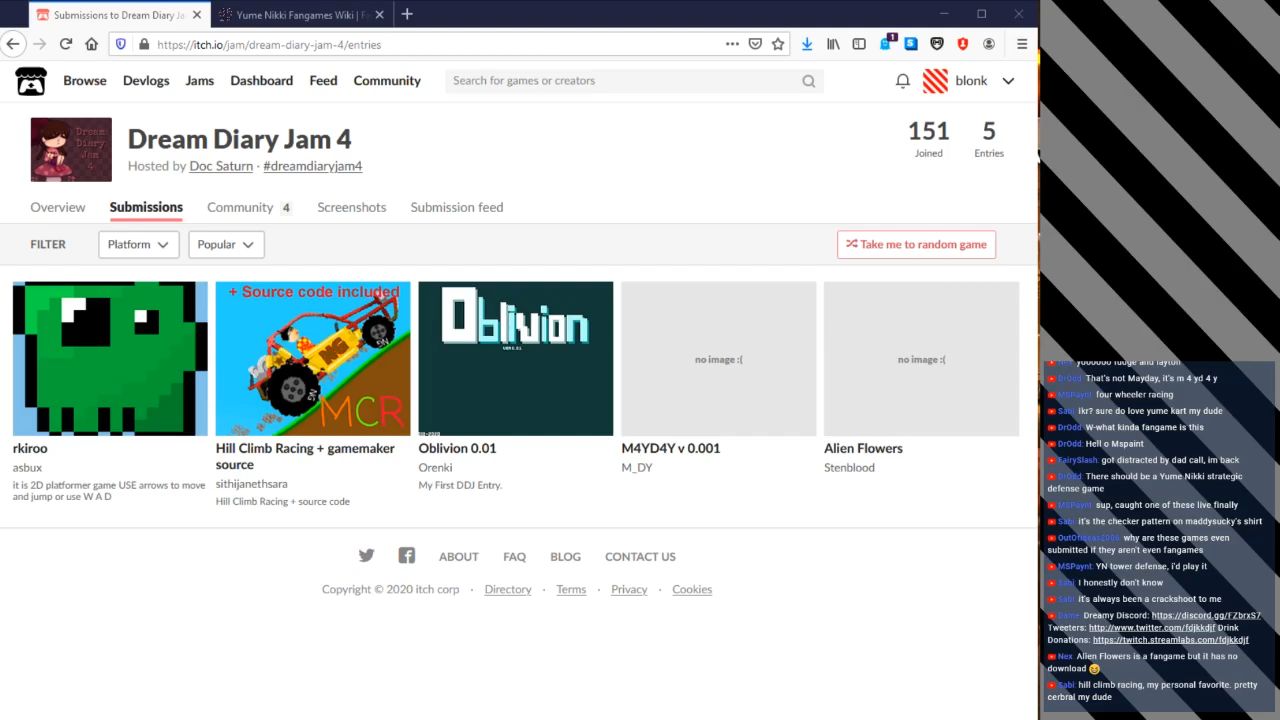 Submissions to Dream Diary Ja
Yume Nikki Fangames Wiki | F
https://itch.io/jam/dream-diary-jam-4/entries
1
Browse
Devlogs
Jams
Dashboard
Feed
Community
Search for games or creators
blonk
Dream
Diary
Jam
4
Dream Diary Jam 4
Hosted by Doc Saturn · #dreamdiaryjam4
151
Joined
5
Entries
Overview
Submissions
Community 4
Screenshots
Submission feed
FILTER
Platform
Popular
Take me to random game
+ Source code included
MCR
Oblivion
no image :(
no image :(
rkiroo
asbux
it is 2D platformer game USE arrows to move
and jump or use W A D
Hill Climb Racing + gamemaker
source
sithijanethsara
Hill Climb Racing + source code
Oblivion 0.01
Orenki
My First DDJ Entry.
M4YD4Y v 0.001
M_DY
Alien Flowers
Stenblood
ABOUT
FAQ
BLOG
CONTACT US
Copyright © 2020 itch corp · Directory · Terms · Privacy · Cookies
DrOdd: That's not Mayday, it's m 4 yd 4 y
MSPaynt: four wheeler racing
Sabi: ikr? sure do love yume kart my dude
DrOdd: W-what kinda fangame is this
DrOdd: Hell o Mspaint
FairySlash: got distracted by dad call, im back
DrOdd: There should be a Yume Nikki strategic
defense game
MSPaynt: sup, caught one of these live finally
Sabi: it's the checker pattern on maddysucky's shirt
why are these games even
submitted if they aren't even fangames
MSPaynt: YN tower defense, i'd play it
Sabi: I honestly don't know
Sabi: it's always been a crackshoot to me
Dame: Dreamy Discord: https://discord.gg/FZbrxS7
Tweeters: http://www.twitter.com/fdjkkdjf Drink
Donations: https://twitch.streamlabs.com/fdjkkdjf
Nex: Alien Flowers is a fangame but it has no
download
Sabi: hill climb racing, my personal favorite. pretty
cerbral my dude